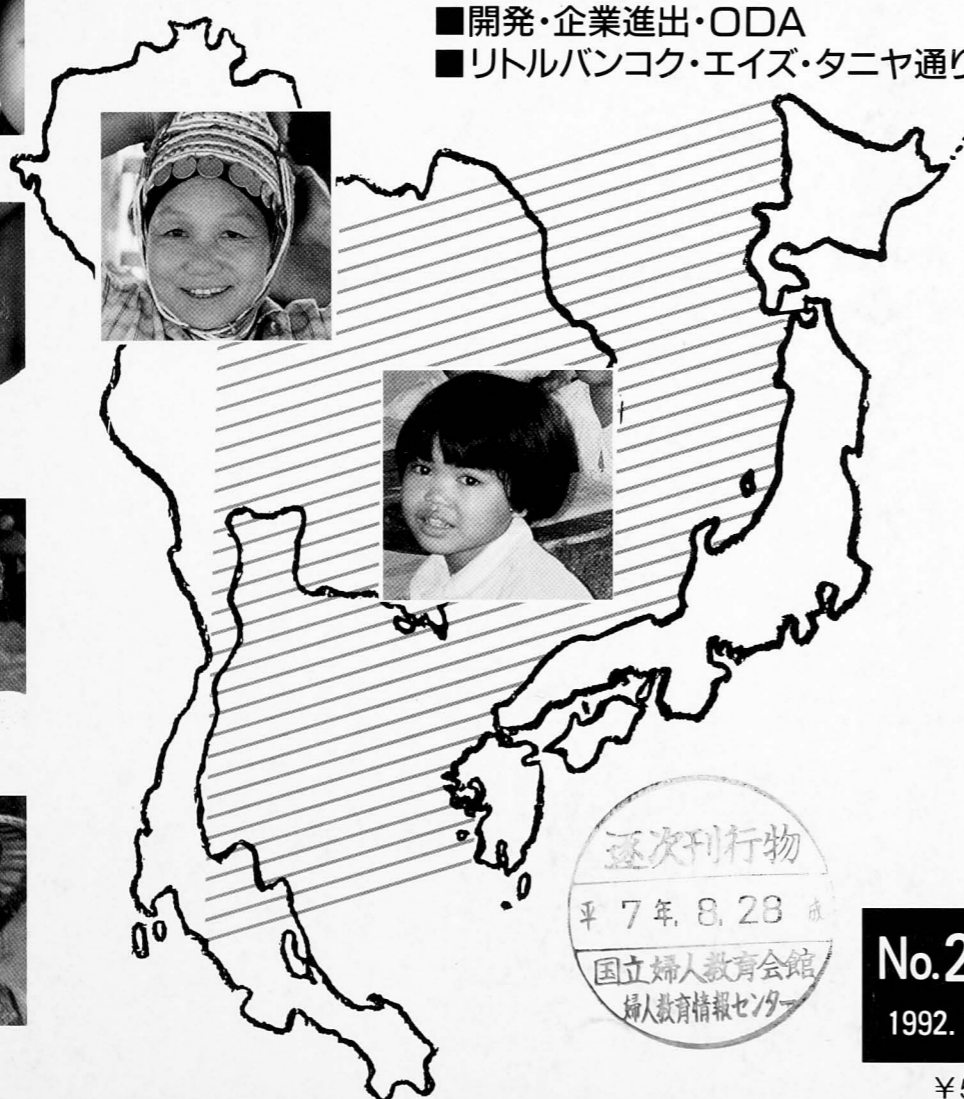 ■開発・企業進出・ODA
■リトルバンコク・エイズ・タニヤ通り
逐次刊行物
平 7年, 8, 28 成
国立婦人教育会館
婦人教育情報センター
No.2
1992.
¥5